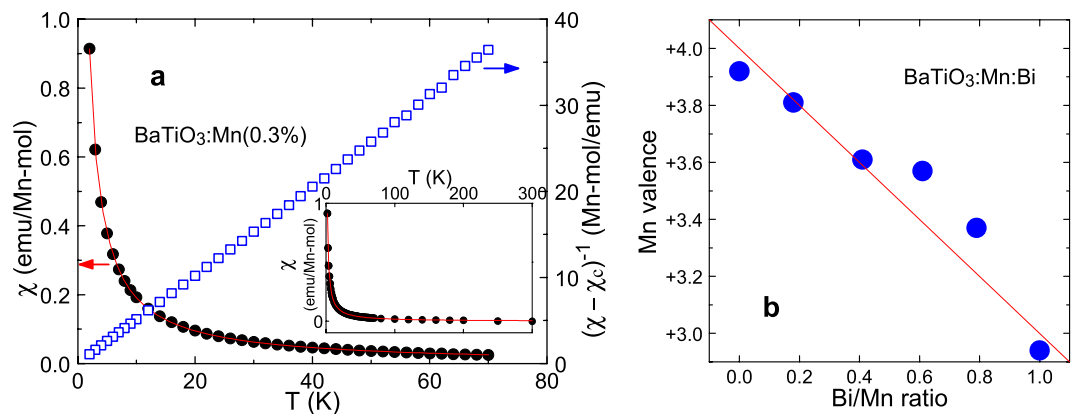 a
BaTiO₃:Mn(0.3%)
χ (emu/Mn-mol)
1.0
0.8
0.6
0.4
0.2
0.0
0 20 40 60 80
T (K)
40
30
20
10
0
(χ − χc)⁻¹ (Mn-mol/emu)
T (K)
0 100 200 300
1
0
χ
(emu/Mn-mol)
b
BaTiO₃:Mn:Bi
Mn valence
+4.0
+3.8
+3.6
+3.4
+3.2
+3.0
0.0 0.2 0.4 0.6 0.8 1.0
Bi/Mn ratio